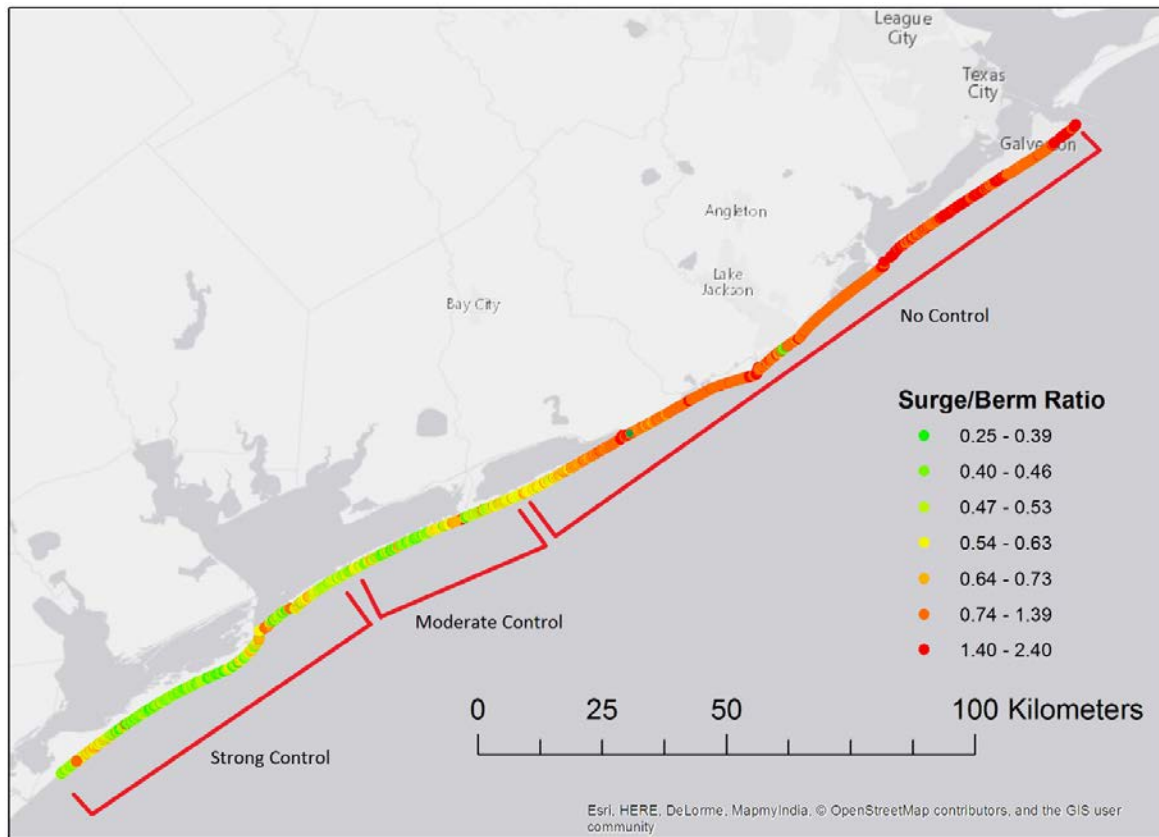 League
City
Texas
City
Galveston
Angleton
Lake
Jackson
Bay City
No Control
Surge/Berm Ratio
0.25 - 0.39
0.40 - 0.46
0.47 - 0.53
0.54 - 0.63
0.64 - 0.73
0.74 - 1.39
1.40 - 2.40
Moderate Control
0 25 50 100 Kilometers
Strong Control
Esri, HERE, DeLorme, MapmyIndia, © OpenStreetMap contributors, and the GIS user
community